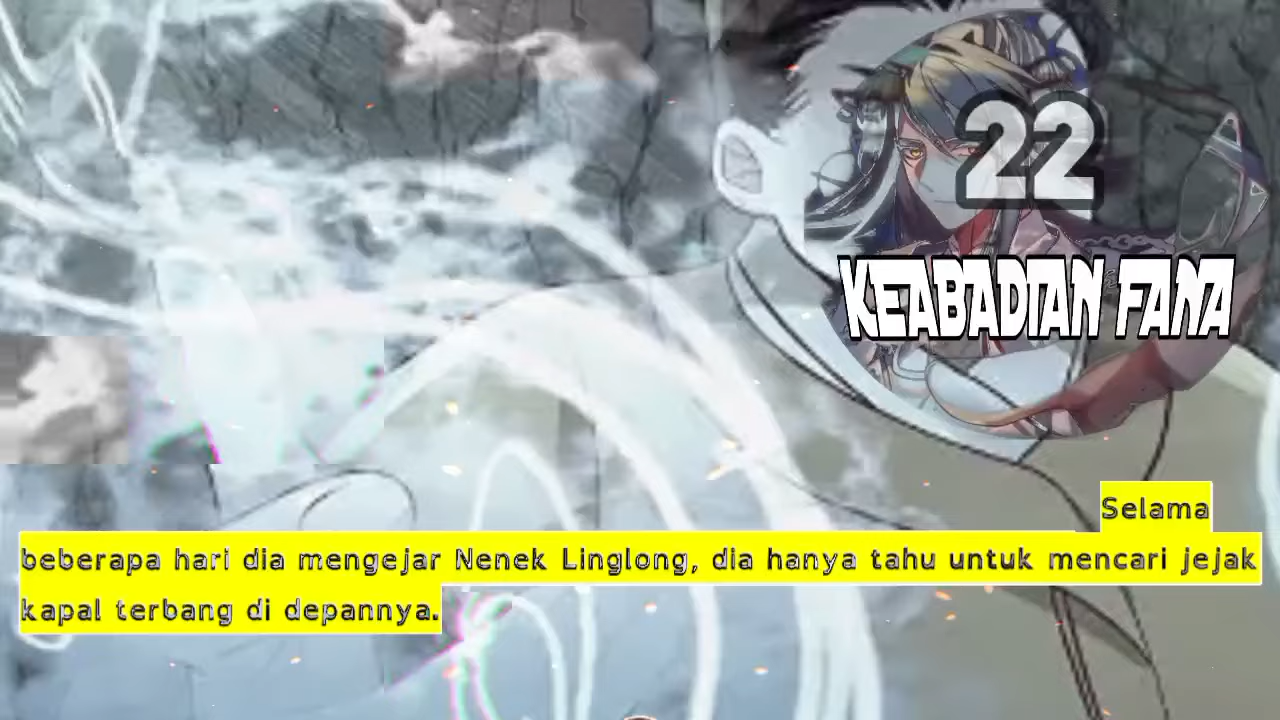 22
KEABADIAN FANA
Selama
beberapa hari dia mengejar Nenek Linglong, dia hanya tahu untuk mencari jejak
kapal terbang di depannya.